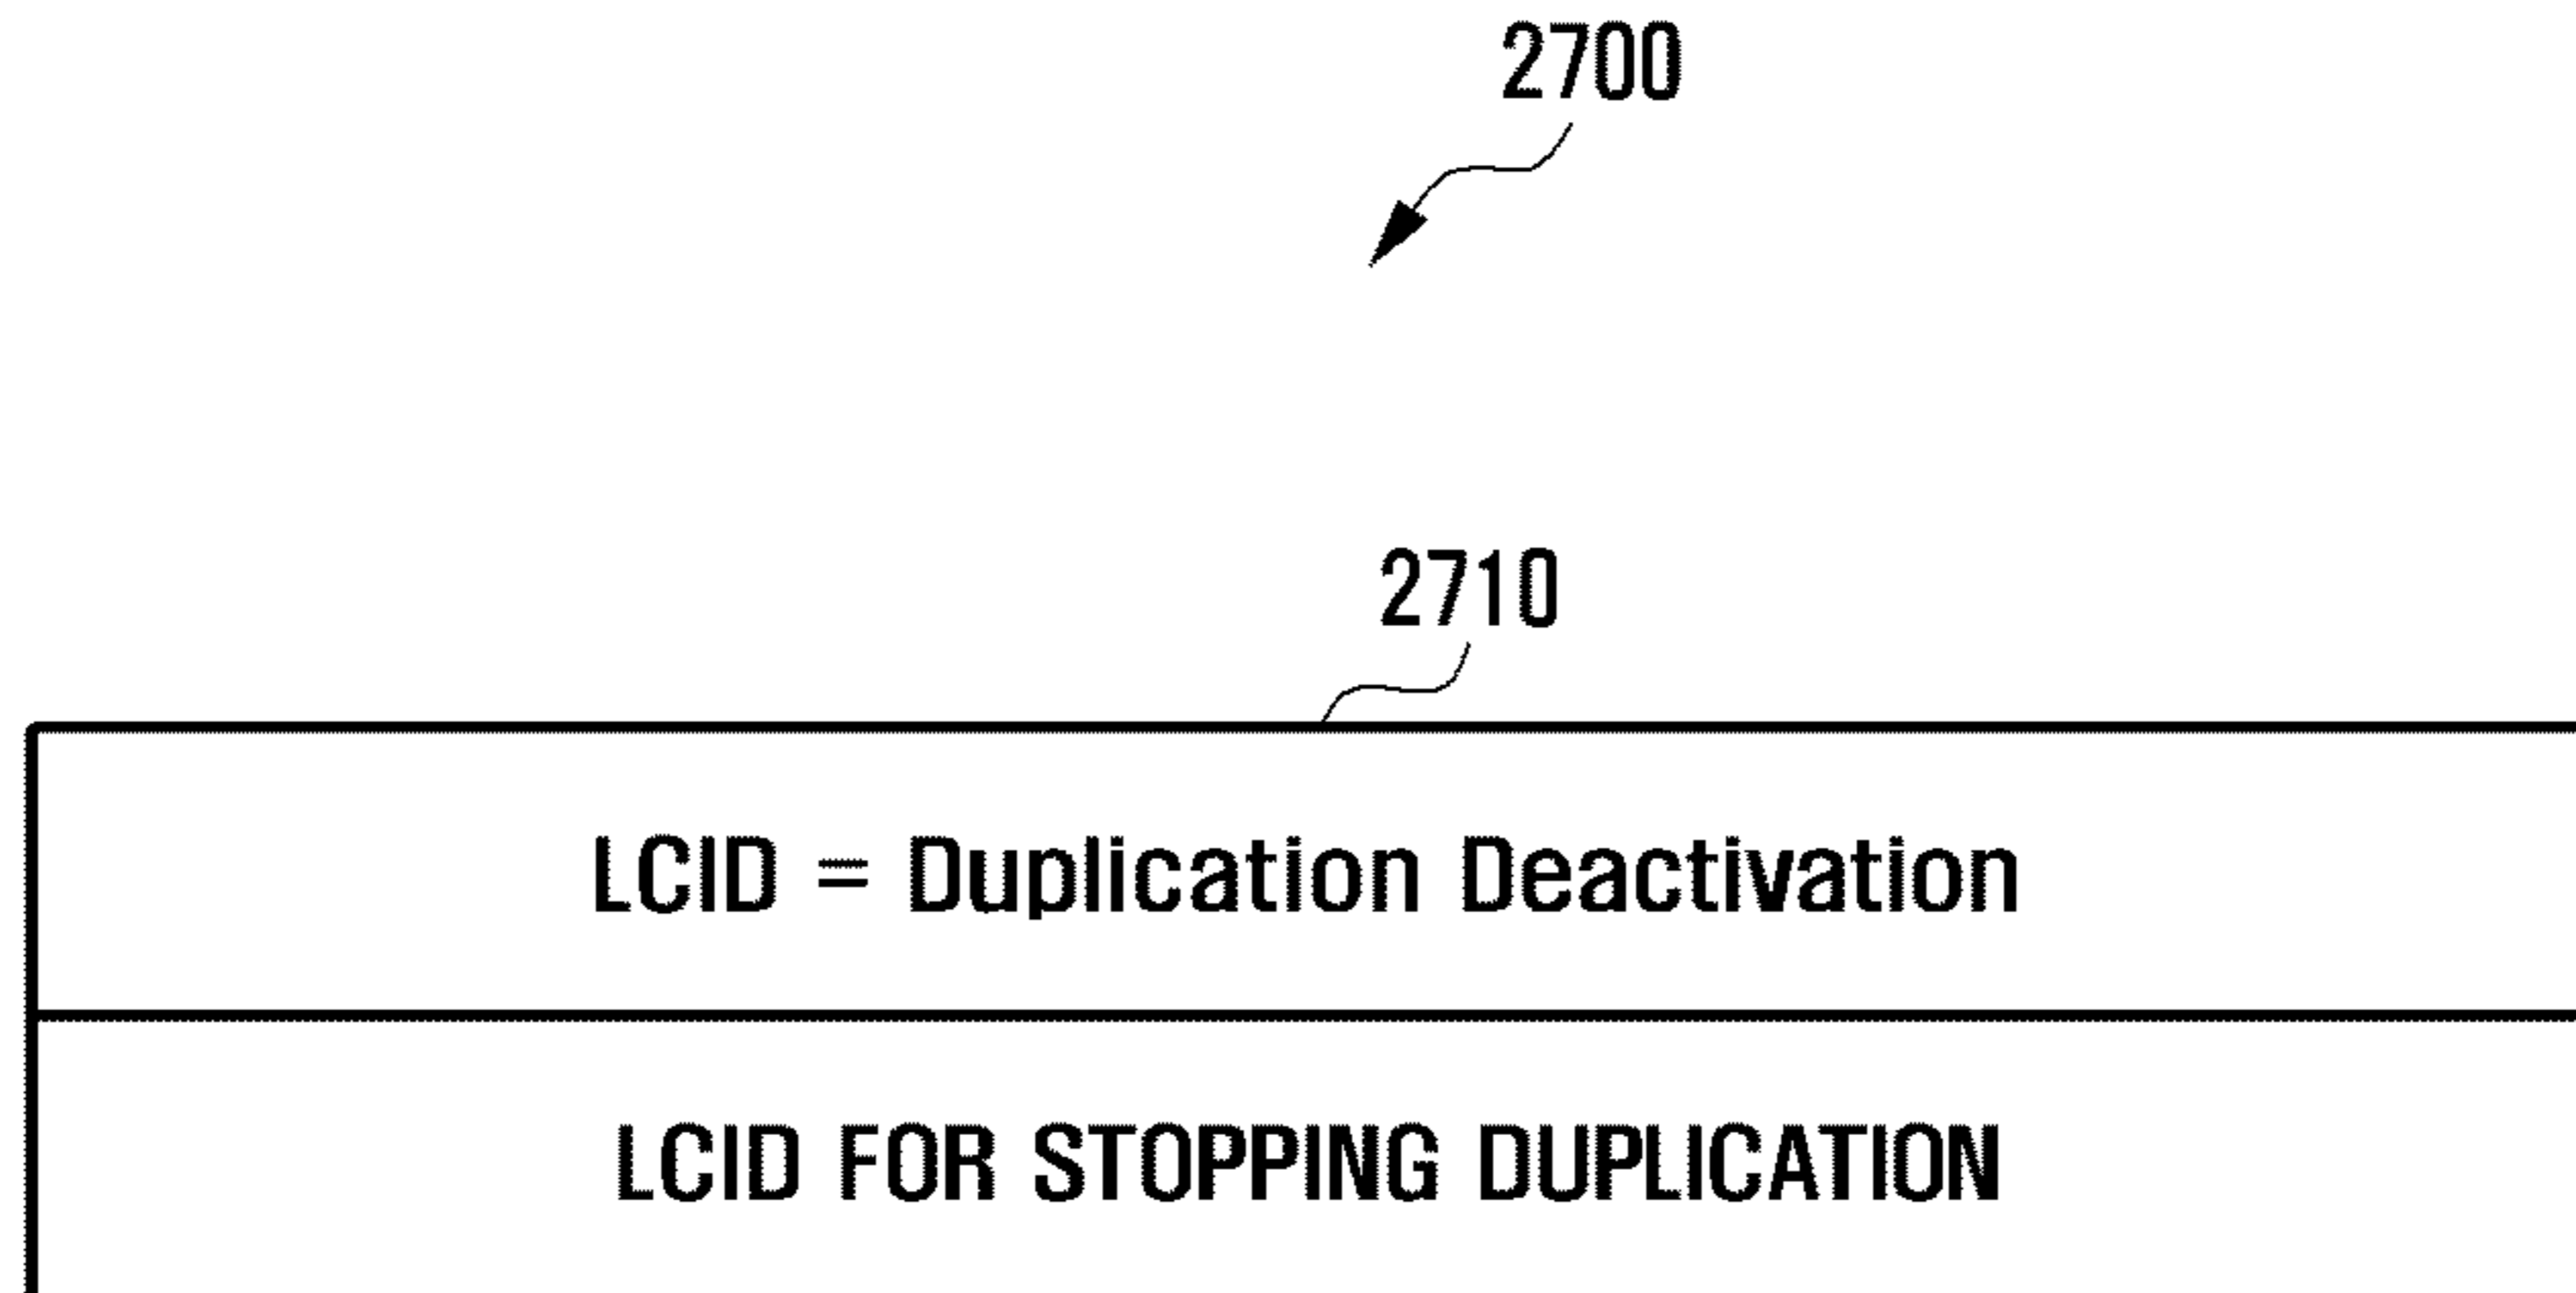 2700
2710
LCID = Duplication Deactivation
LCID FOR STOPPING DUPLICATION